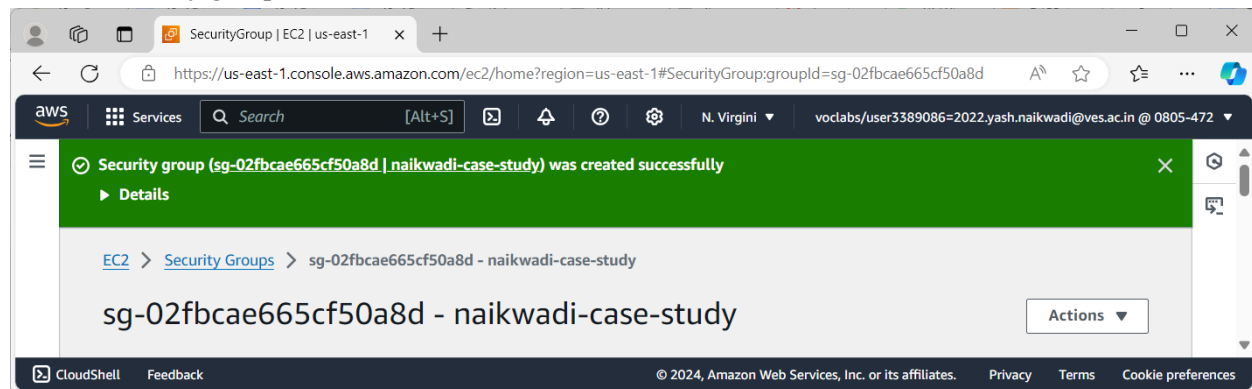 SecurityGroup | EC2 | us-east-1
https://us-east-1.console.aws.amazon.com/ec2/home?region=us-east-1#SecurityGroup:groupId=sg-02fbcae665cf50a8d
aws Services Search [Alt+S] N. Virgini voclabs/user3389086=2022.yash.naikwadi@ves.ac.in @ 0805-472
Security group (sg-02fbcae665cf50a8d | naikwadi-case-study) was created successfully
Details
EC2 > Security Groups > sg-02fbcae665cf50a8d - naikwadi-case-study
sg-02fbcae665cf50a8d - naikwadi-case-study Actions
CloudShell Feedback © 2024, Amazon Web Services, Inc. or its affiliates. Privacy Terms Cookie preferences